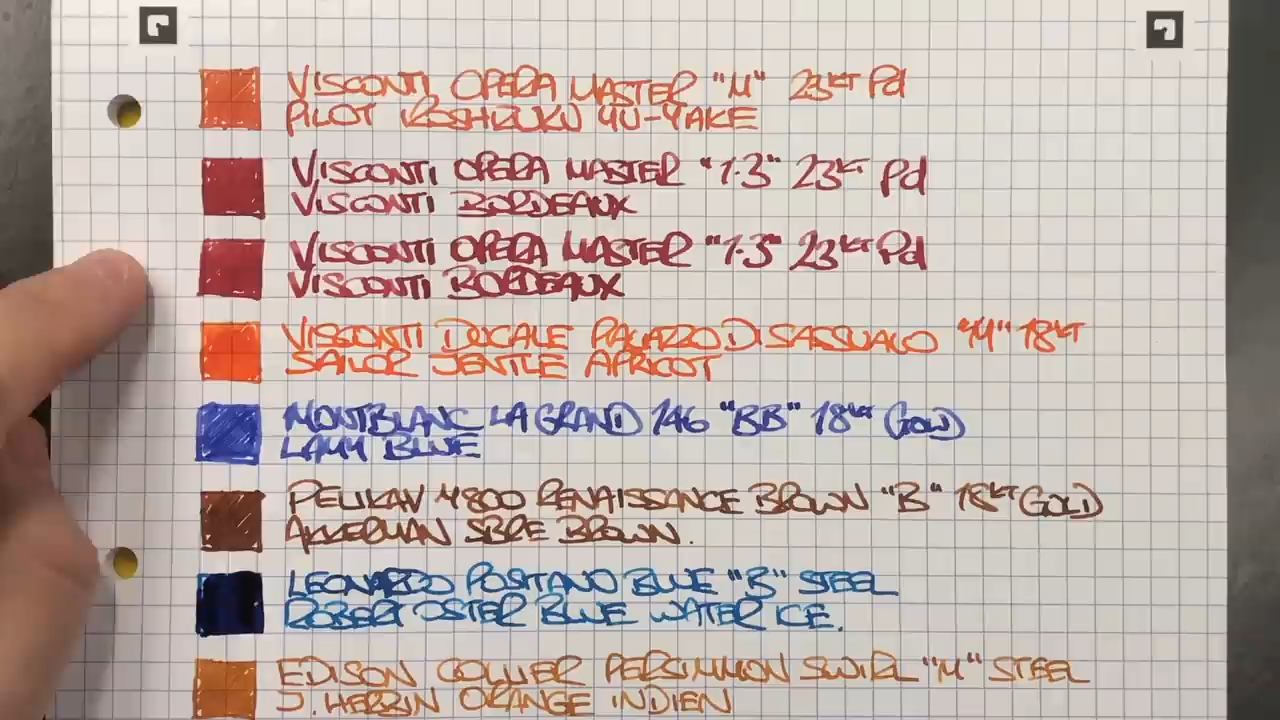 VISCONTI OPERA MASTER "M" 23KT Pd
PILOT IROSHIZUKU YU-YAKE
VISCONTI OPERA MASTER "1.3" 23KT Pd
VISCONTI BORDEAUX
VISCONTI OPERA MASTER "1.3" 23KT Pd
VISCONTI BORDEAUX
VISCONTI DUCALE PALAZZO DI SASSUALO "M" 18KT
SAILOR JENTLE APRICOT
MONTBLANC LA GRAND 146 "BB" 18KT GOLD
LAMY BLUE
PELIKAN M800 RENAISSANCE BROWN "B" 18KT GOLD
AKKERMAN SBRE BROWN.
LEONARDO POSITANO BLUE "B" STEEL
ROBERT OSTER BLUE WATER ICE.
EDISON COLLIER PERSIMMON SWIRL "M" STEEL
J. HERBIN ORANGE INDIEN